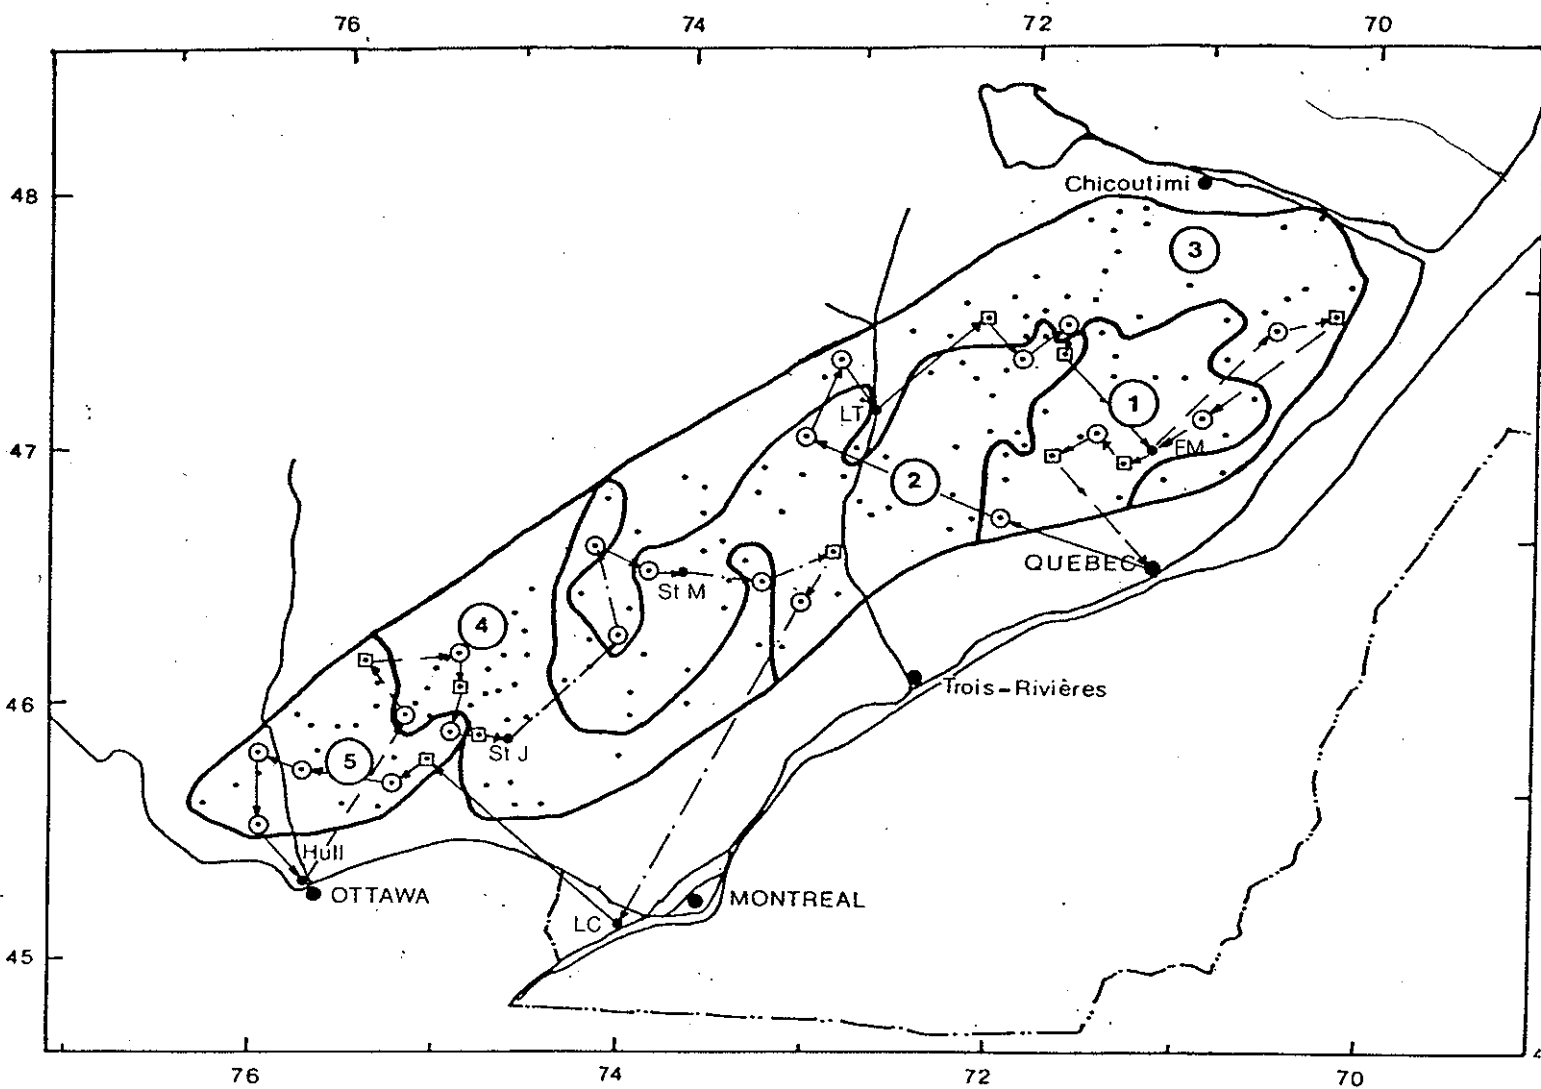 76 74 72 70
Chicoutimi
48
3
1
LT
47
FM
2
QUEBEC
St M
4
Trois-Rivières
46
St J
5
Hull
OTTAWA
MONTREAL
LC
45
76 74 72 70